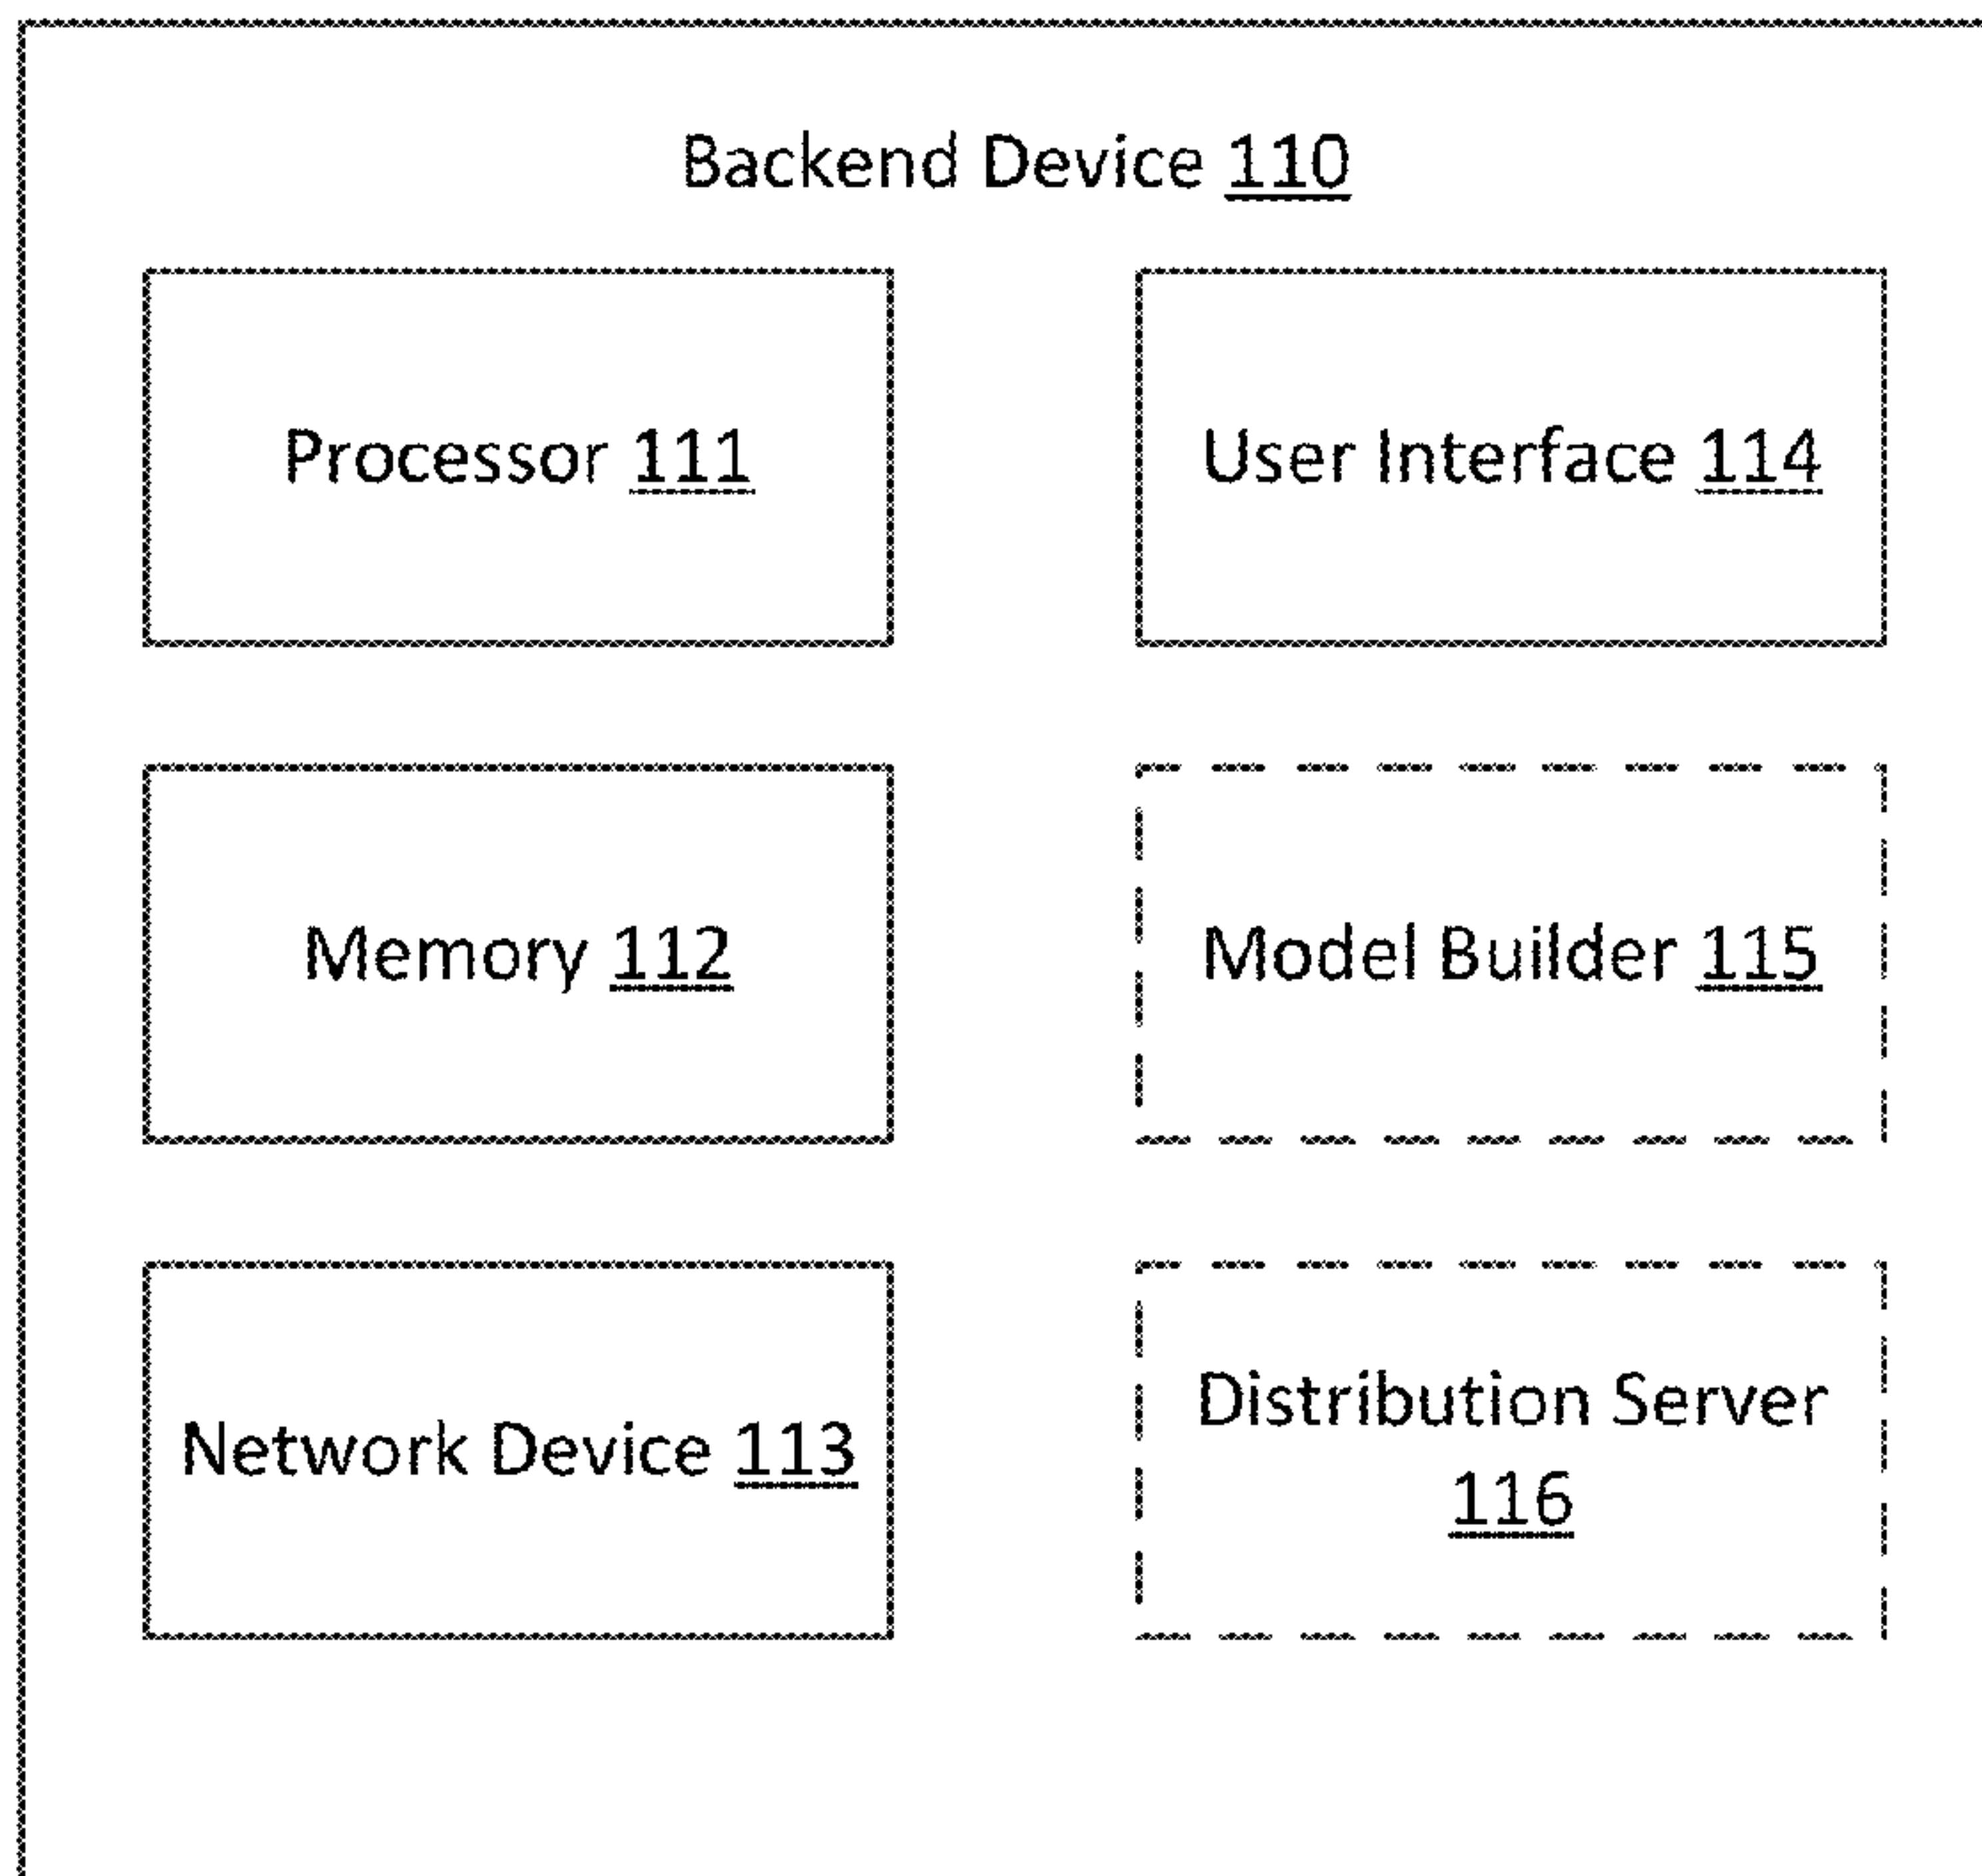 Backend Device 110
Processor 111
User Interface 114
Memory 112
Model Builder 115
Network Device 113
Distribution Server
116